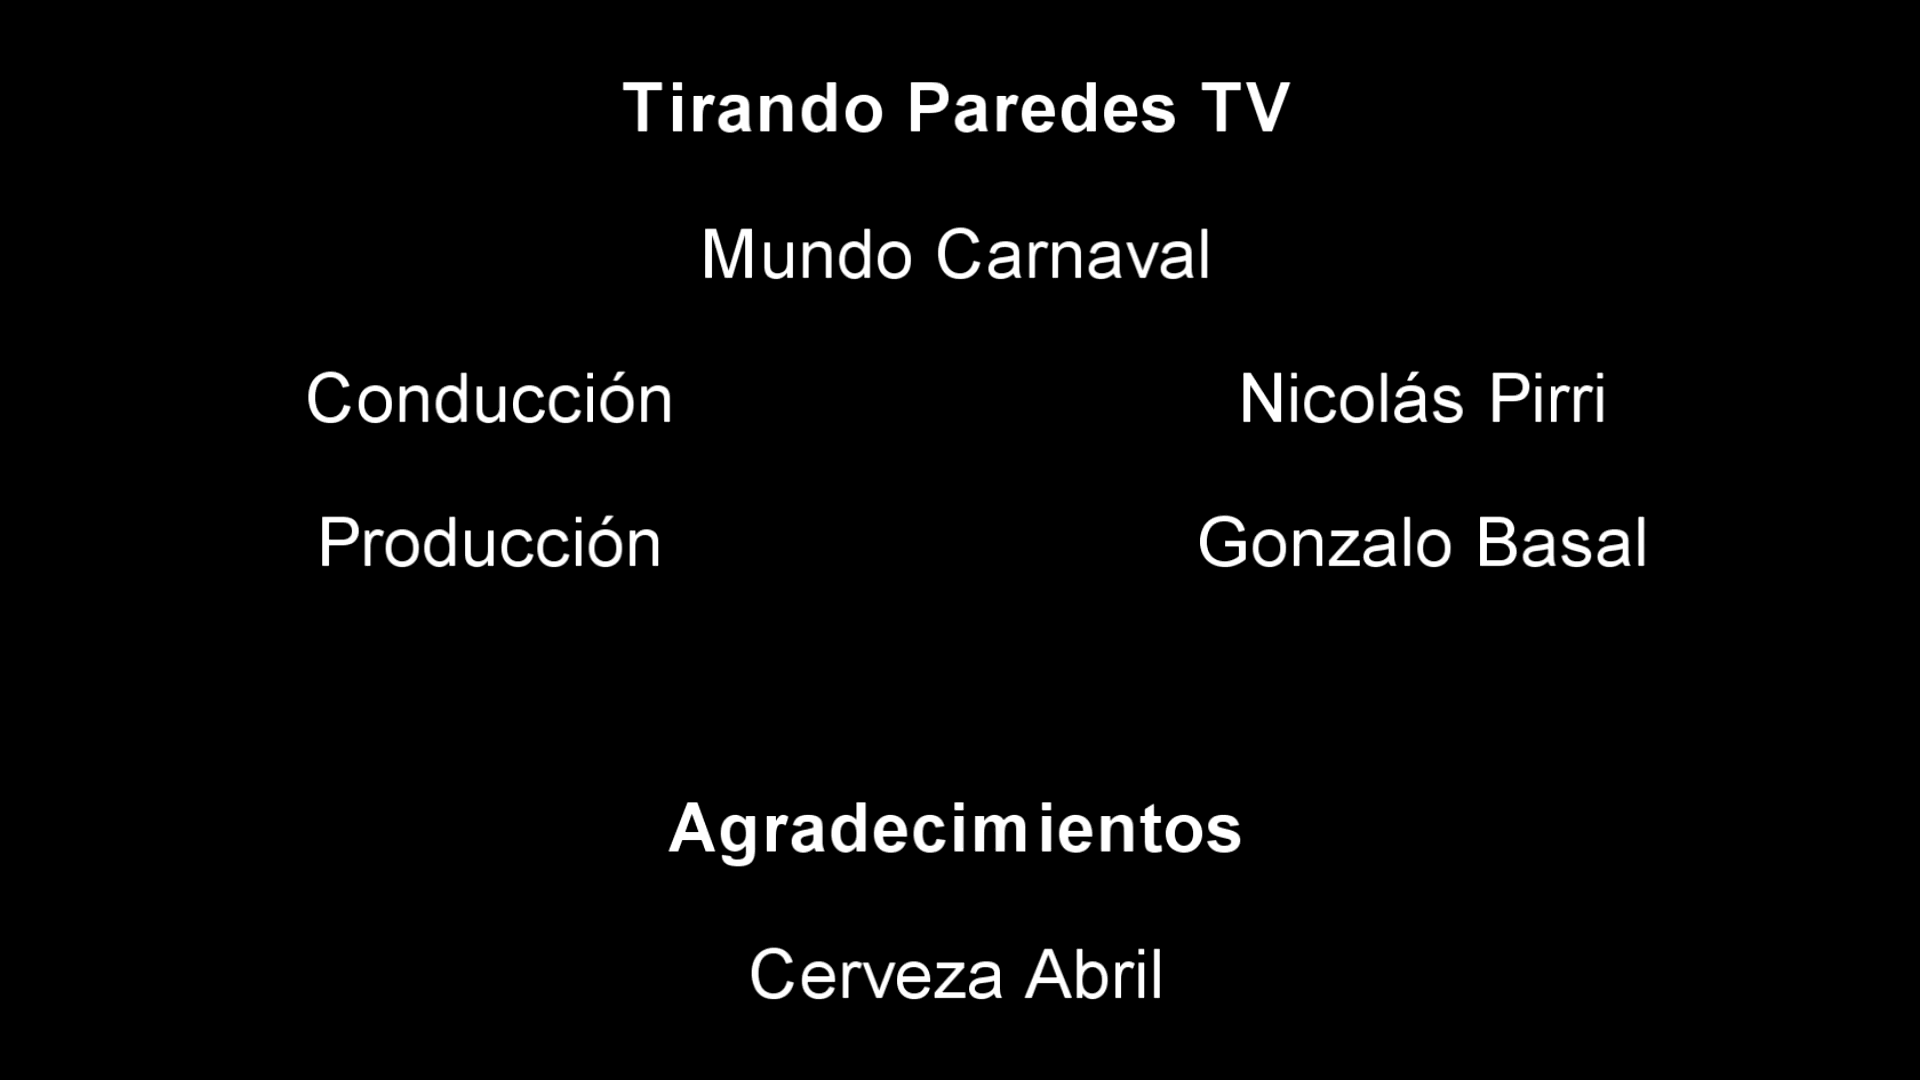 Tirando Paredes TV
Mundo Carnaval
Conducción Nicolás Pirri
Producción Gonzalo Basal
Agradecimientos
Cerveza Abril